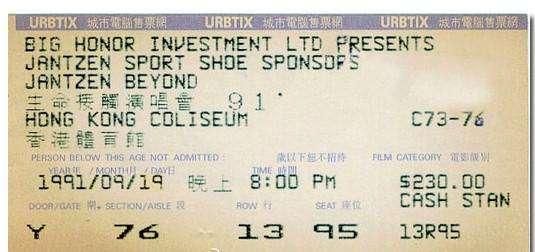 URBTIX 城市電腦售票網 URBTIX 城市電腦售票網 URBTIX 城市電腦售票網
BIG HONOR INVESTMENT LTD PRESENTS
JANTZEN SPORT SHOE SPONSORS
JANTZEN BEYOND
生命接觸演唱會 91'
HONG KONG COLISEUM C73-76
香港體育館
PERSON BELOW THIS AGE NOT ADMITTED: 歲以下恕不招待 FILM CATEGORY 電影級別
YEAR年 /MONTH月 /DAY日 TIME 時間
1991/09/19 晚上 8:00 PM $230.00
CASH STAN
DOOR/GATE 閘. SECTION/AISLE 段 ROW 行 SEAT 座位
Y 76 13 95 13R95